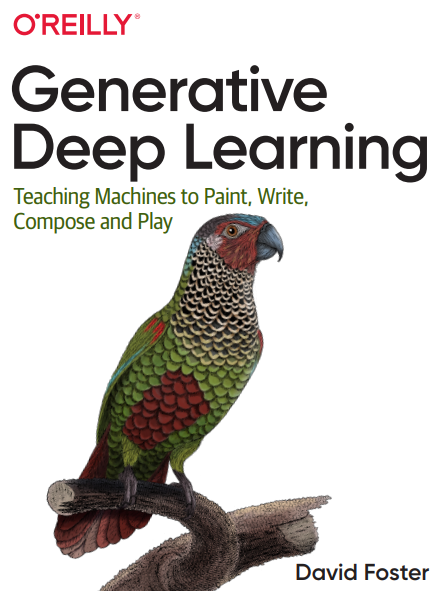 O'REILLY®
Generative
Deep Learning
Teaching Machines to Paint, Write,
Compose and Play
David Foster